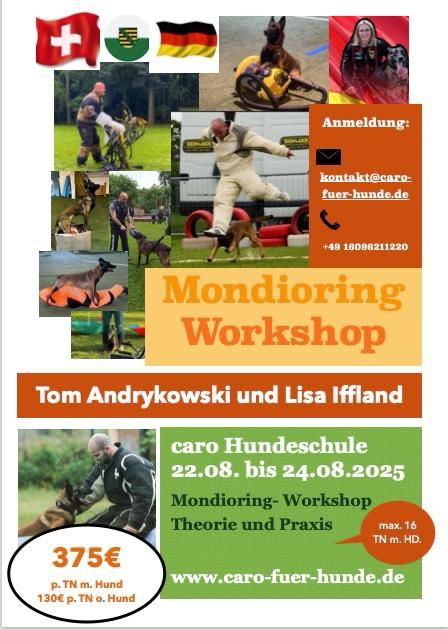 Anmeldung:
kontakt@caro-
fuer-hunde.de
+49 16096211220
Mondioring
Workshop
Tom Andrykowski und Lisa Iffland
caro Hundeschule
22.08. bis 24.08.2025
Mondioring- Workshop
Theorie und Praxis
max. 16
TN m. HD.
375€
p. TN m. Hund
130€ p. TN o. Hund
www.caro-fuer-hunde.de